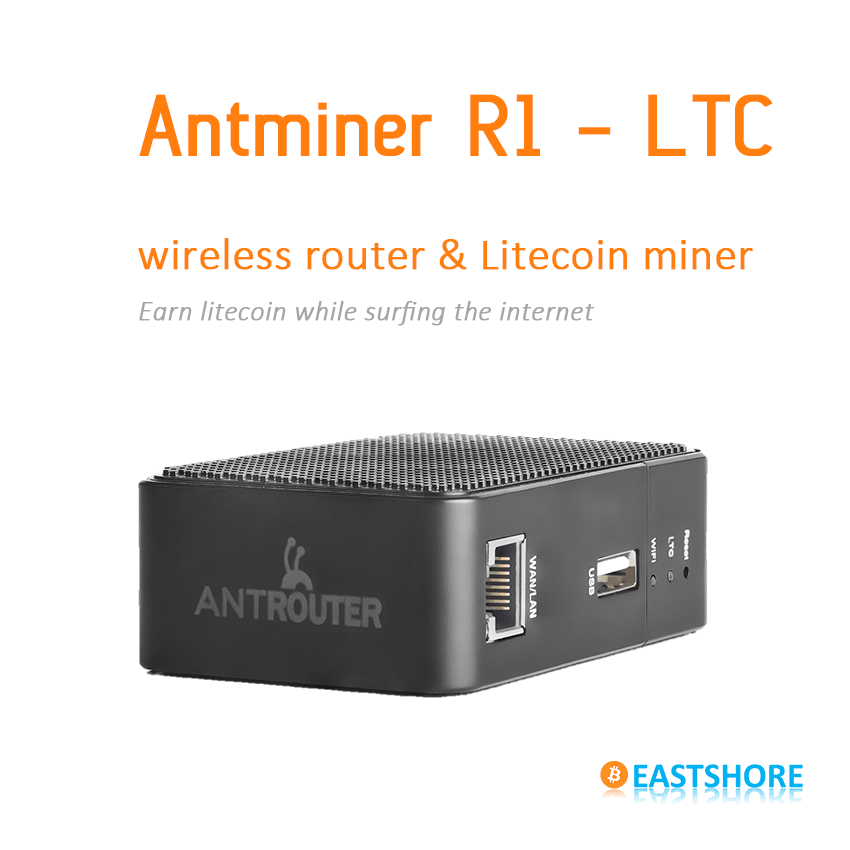 Antminer R1 - LTC
wireless router & Litecoin miner
Earn litecoin while surfing the internet
ANTROUTER
WAN/LAN
USB
WIFI
LTC
Reset
EASTSHORE